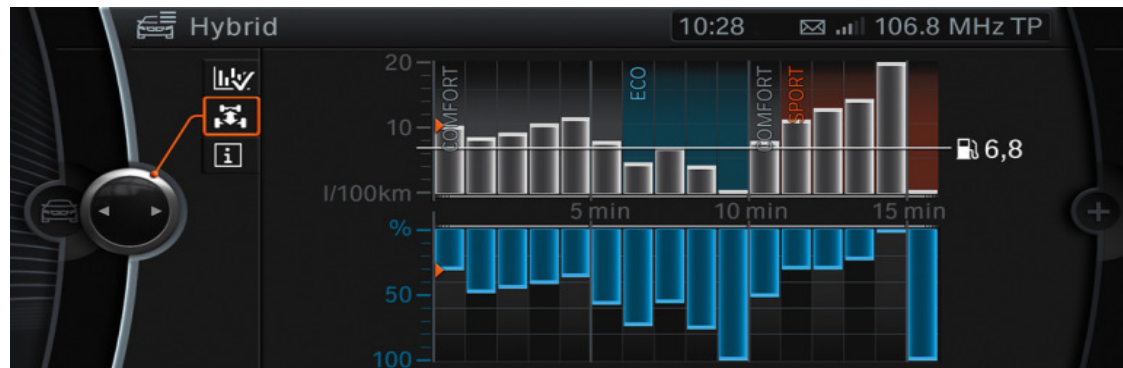 Hybrid
10:28 106.8 MHz TP
i
20
10
l/100km
COMFORT
ECO
COMFORT
SPORT
6,8
5 min 10 min 15 min
%
50
100